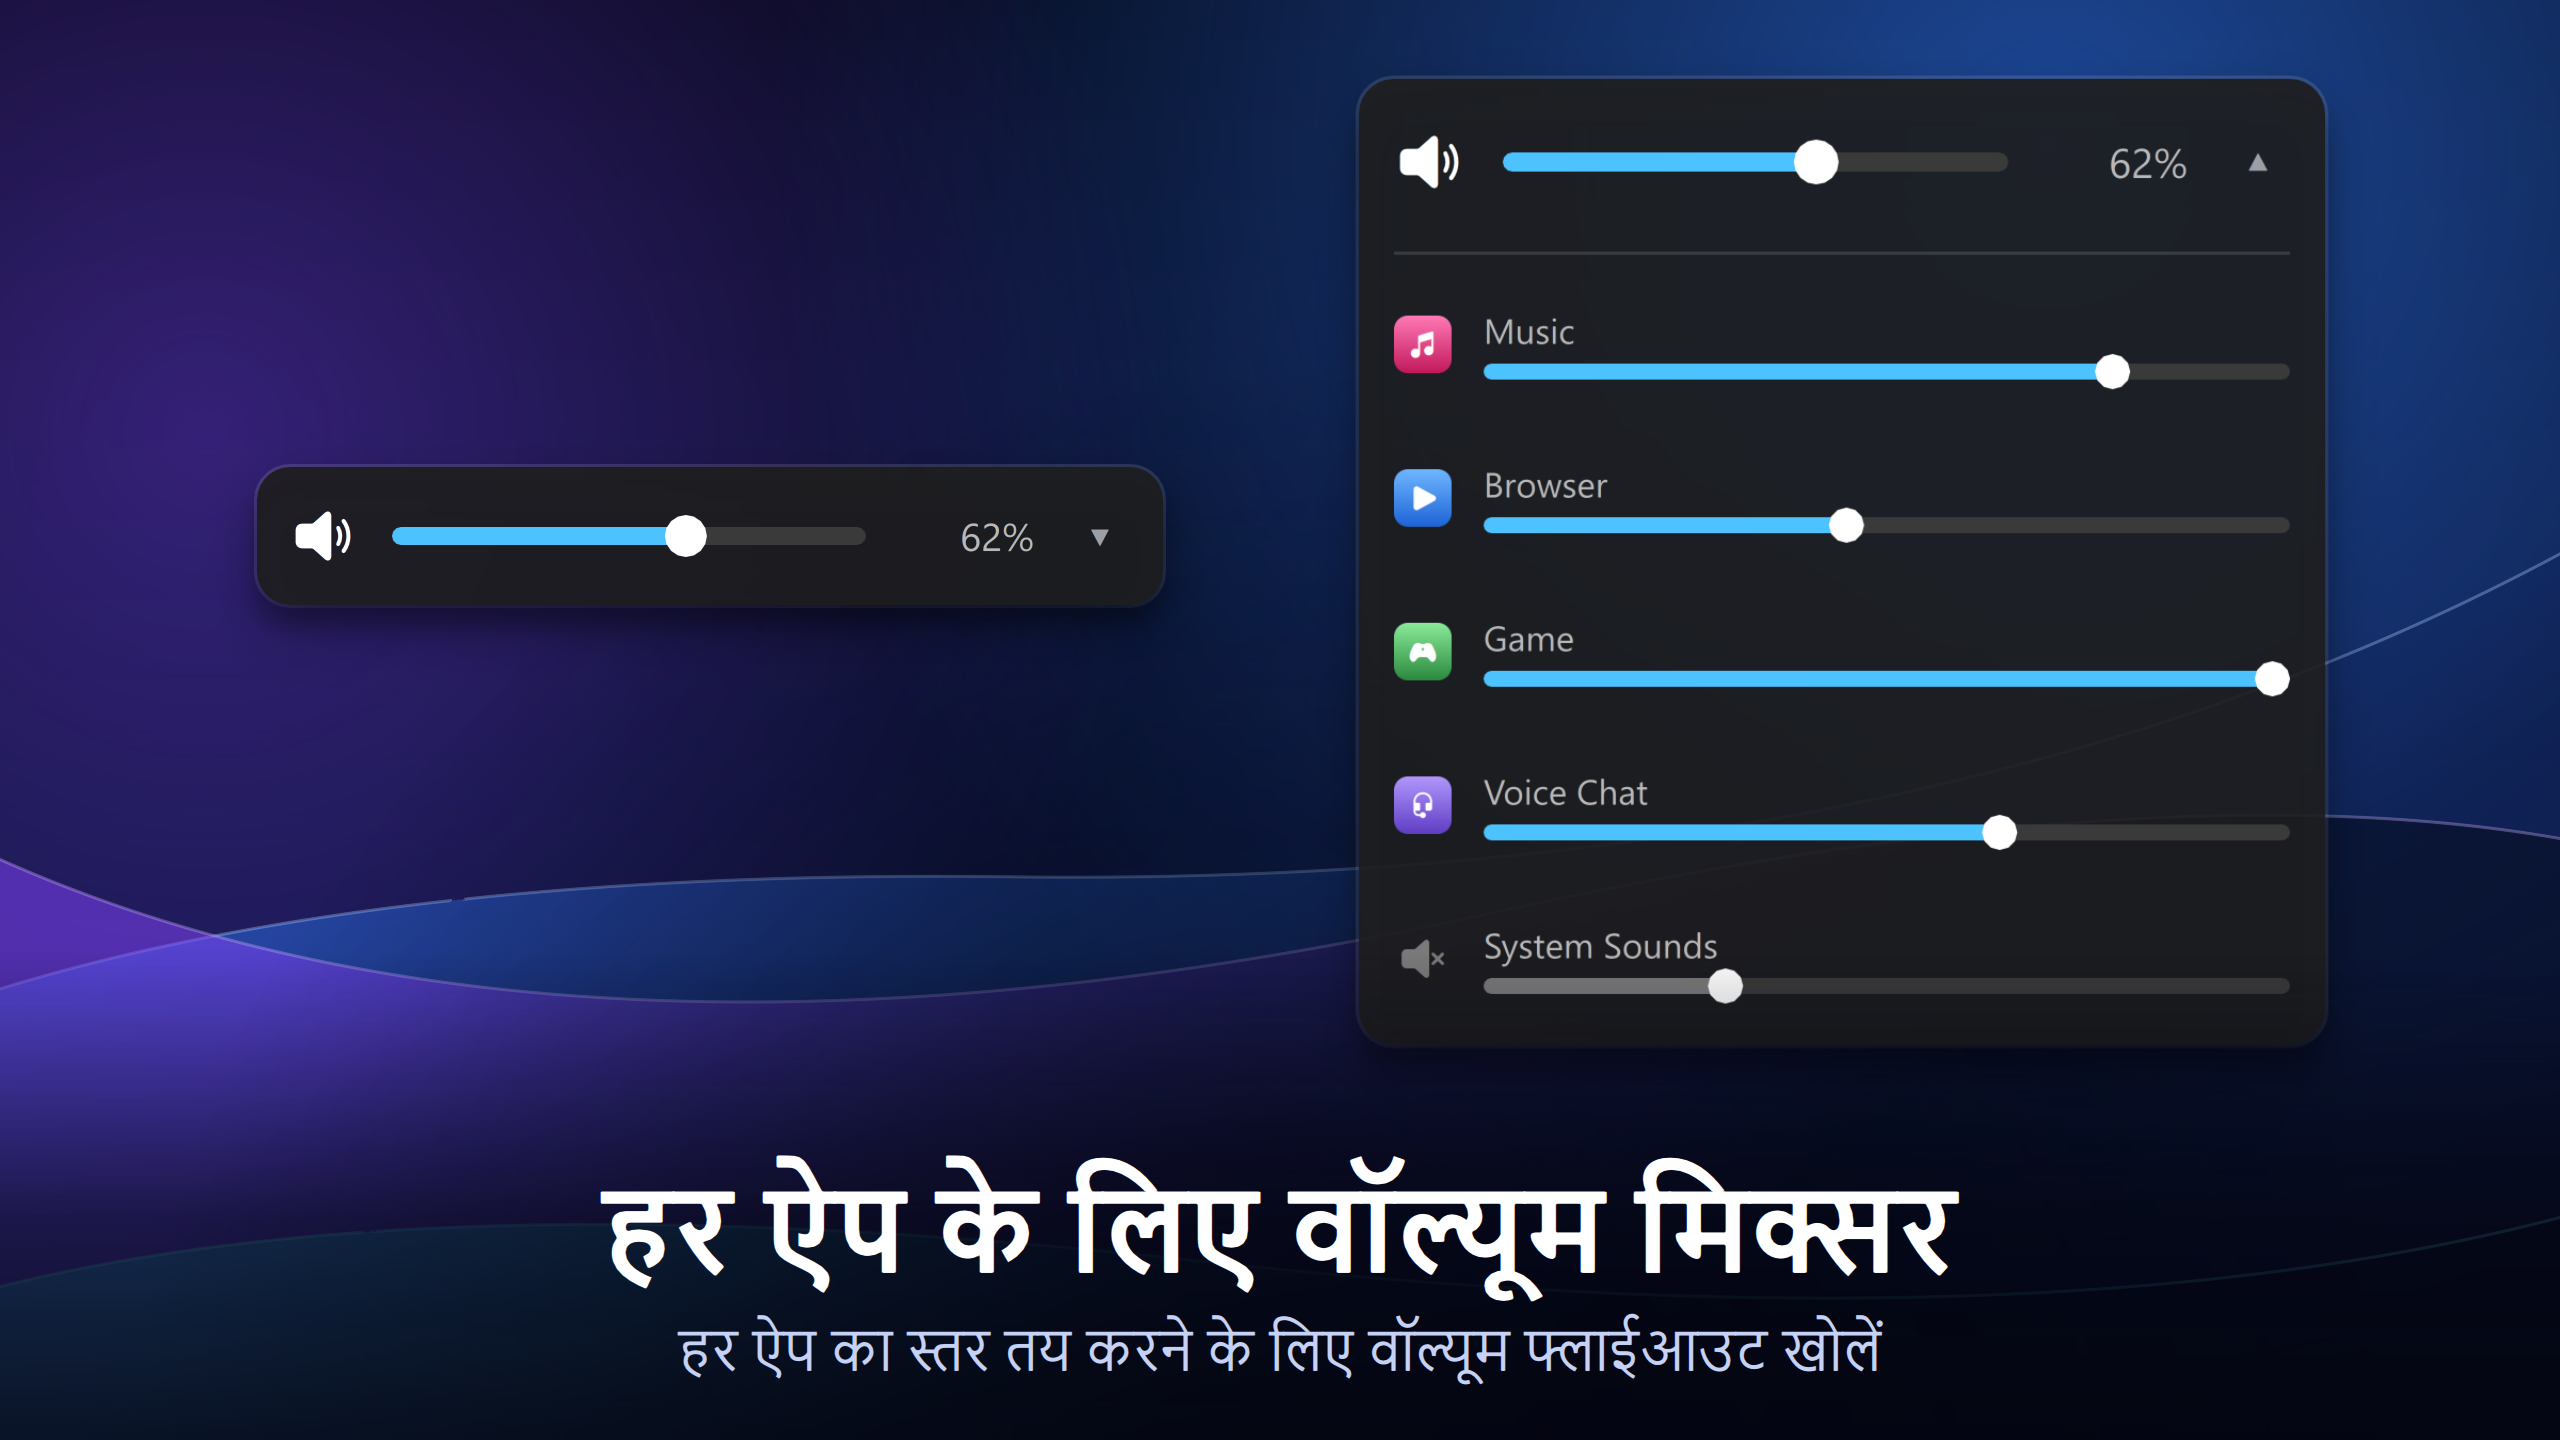 62%
62%
Music
Browser
Game
Voice Chat
System Sounds
हर ऐप के लिए वॉल्यूम मिक्सर
हर ऐप का स्तर तय करने के लिए वॉल्यूम फ्लाईआउट खोलें